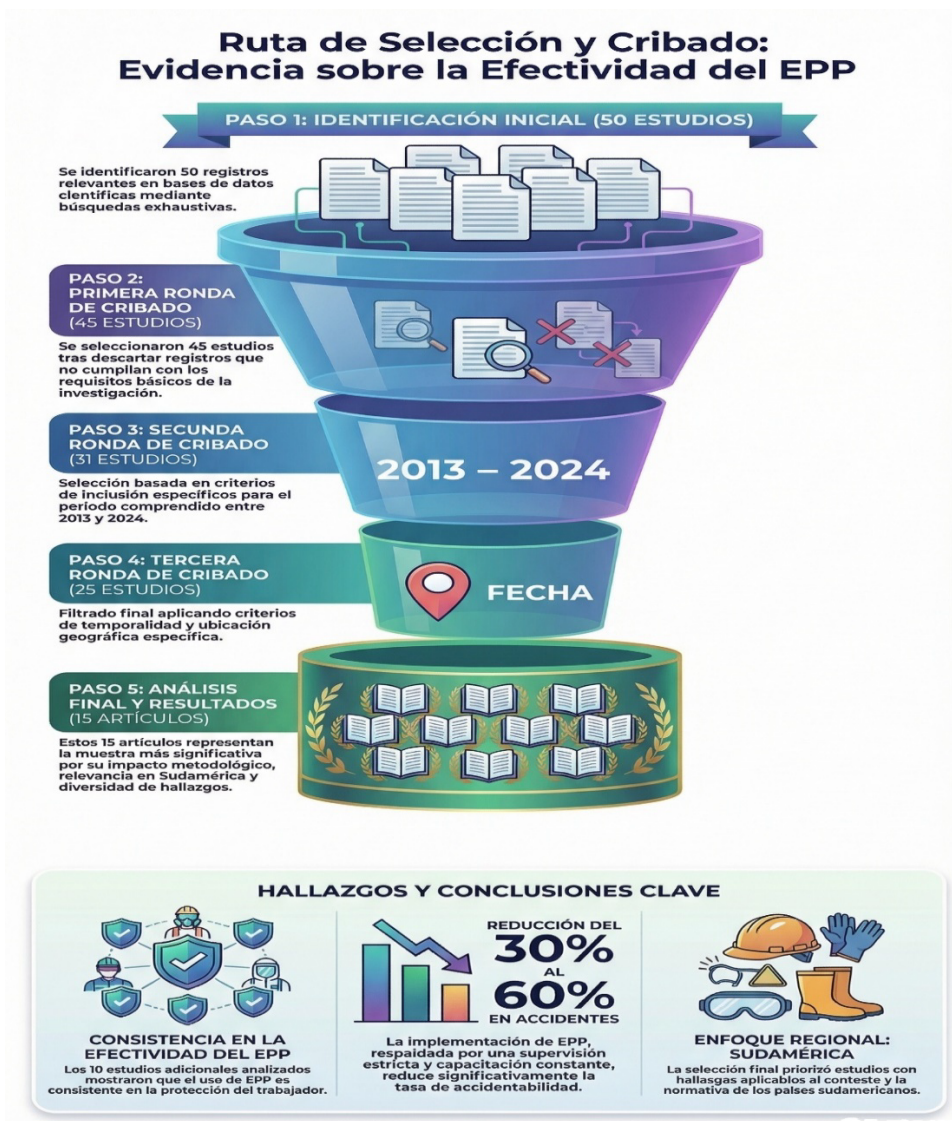 Ruta de Selección y Cribado:
Evidencia sobre la Efectividad del EPP
PASO 1: IDENTIFICACIÓN INICIAL (50 ESTUDIOS)
Se identificaron 50 registros
relevantes en bases de datos
científicas mediante
búsquedas exhaustivas.
PASO 2:
PRIMERA RONDA
DE CRIBADO
(45 ESTUDIOS)
Se seleccionaron 45 estudios
tras descartar registros que
no cumplían con los
requisitos básicos de la
investigación.
PASO 3: SECUNDA
RONDA DE CRIBADO
(31 ESTUDIOS)
Selección basada en criterios
de inclusión específicos para el
período comprendido entre
2013 y 2024.
2013 – 2024
PASO 4: TERCERA
RONDA DE CRIBADO
(25 ESTUDIOS)
Filtrado final aplicando criterios
de temporalidad y ubicación
geográfica específica.
FECHA
PASO 5: ANÁLISIS
FINAL Y RESULTADOS
(15 ARTÍCULOS)
Estos 15 artículos representan
la muestra más significativa
por su impacto metodológico,
relevancia en Sudamérica y
diversidad de hallazgos.
HALLAZGOS Y CONCLUSIONES CLAVE
CONSISTENCIA EN LA
EFECTIVIDAD DEL EPP
Los 10 estudios adicionales analizados
mostraron que el uso de EPP es
consistente en la protección del trabajador.
REDUCCIÓN DEL
30%
AL
60%
EN ACCIDENTES
La implementación de EPP,
respaidada por una supervisión
estricta y capacitación constante,
reduce significativamente la
tasa de accidentabilidad.
ENFOQUE REGIONAL:
SUDAMÉRICA
La selección final priorizó estudios con
hallasgas aplicables al conteste y la
normativa de los países sudamericanos.